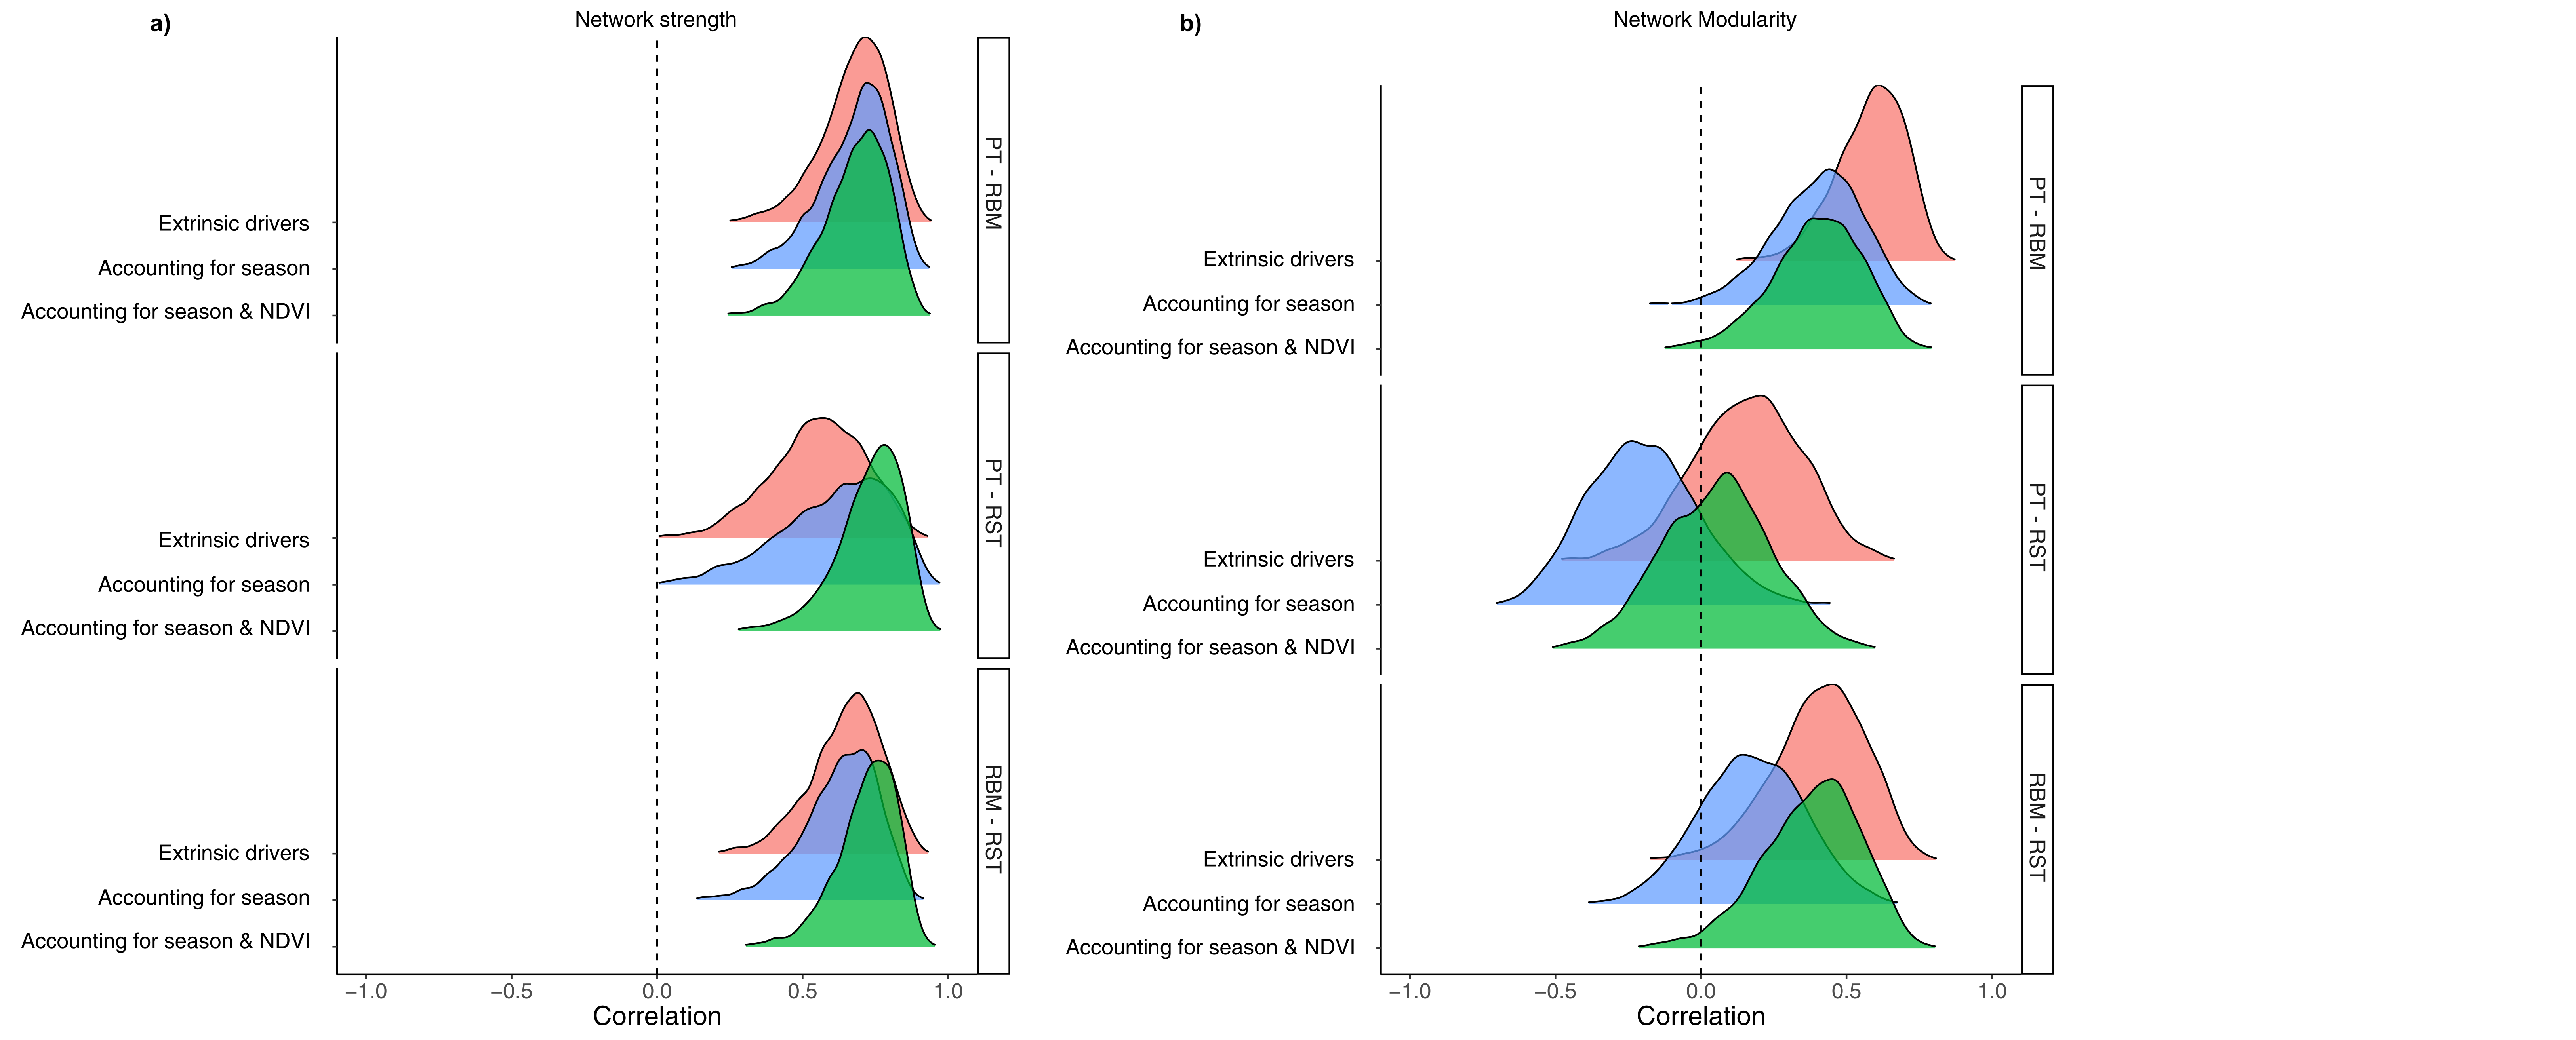 a)
Network strength
Extrinsic drivers
Accounting for season
Accounting for season & NDVI
PT - RBM
Extrinsic drivers
Accounting for season
Accounting for season & NDVI
PT - RST
Extrinsic drivers
Accounting for season
Accounting for season & NDVI
RBM - RST
−1.0 −0.5 0.0 0.5 1.0
Correlation
b)
Network Modularity
Extrinsic drivers
Accounting for season
Accounting for season & NDVI
PT - RBM
Extrinsic drivers
Accounting for season
Accounting for season & NDVI
PT - RST
Extrinsic drivers
Accounting for season
Accounting for season & NDVI
RBM - RST
−1.0 −0.5 0.0 0.5 1.0
Correlation